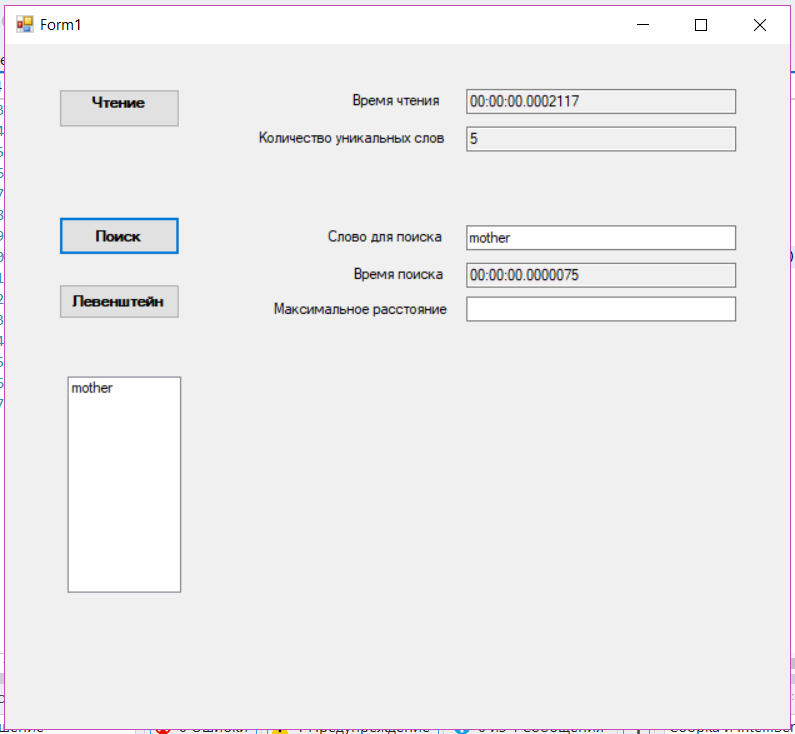 Form1
Чтение
Время чтения 00:00:00.0002117
Количество уникальных слов 5
Поиск
Слово для поиска mother
Время поиска 00:00:00.0000075
Левенштейн
Максимальное расстояние
mother